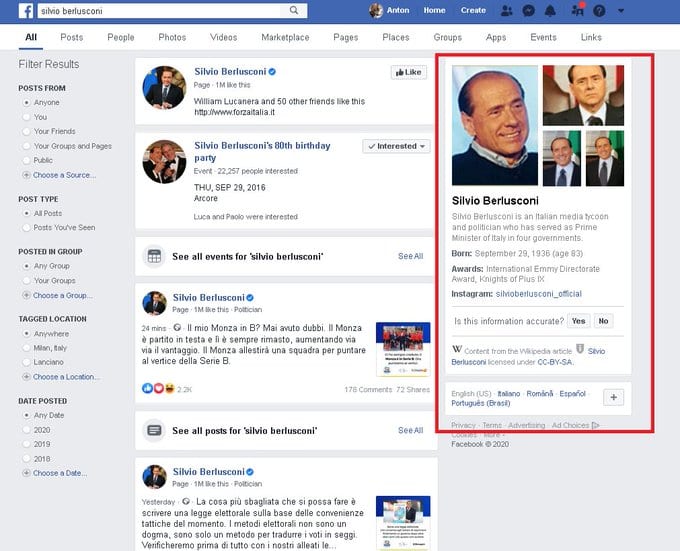 silvio berlusconi
Anton Home Create
All Posts People Photos Videos Marketplace Pages Places Groups Apps Events Links
Filter Results
POSTS FROM
Anyone
You
Your Friends
Your Groups and Pages
Public
Choose a Source...
POST TYPE
All Posts
Posts You've Seen
POSTED IN GROUP
Any Group
Your Groups
Choose a Group...
TAGGED LOCATION
Anywhere
Milan, Italy
Lanciano
Choose a Location...
DATE POSTED
Any Date
2020
2019
2018
Choose a Date...
Silvio Berlusconi
Like
Page · 1M like this
William Lucanera and 50 other friends like this
http://www.forzaitalia.it
Silvio Berlusconi's 80th birthday
party
Interested
Event · 22,257 people interested
THU, SEP 29, 2016
Arcore
Luca and Paolo were interested
See all events for 'silvio berlusconi'
See All
Silvio Berlusconi
Page · 1M like this · Politician
24 mins · Il mio Monza in B? Mai avuto dubbi. Il Monza
è partito in testa e lì è sempre rimasto, aumentando via
via il vantaggio. Il Monza allestirà una squadra per puntare
al vertice della Serie B.
2.2K
178 Comments 72 Shares
See all posts for 'silvio berlusconi'
See All
Silvio Berlusconi
Page · 1M like this · Politician
Yesterday · La cosa più sbagliata che si possa fare è
scrivere una legge elettorale sulla base delle convenienze
tattiche del momento. I metodi elettorali non sono un
dogma, sono solo un metodo per tradurre i voti in seggi.
Verificheremo prima di tutto con i nostri alleati le...
Silvio Berlusconi
Silvio Berlusconi is an Italian media tycoon
and politician who has served as Prime
Minister of Italy in four governments.
Born: September 29, 1936 (age 83)
Awards: International Emmy Directorate
Award, Knights of Pius IX
Instagram: silvioberlusconi_official
Is this information accurate? Yes No
W Content from the Wikipedia article Silvio
Berlusconi licensed under CC-BY-SA.
English (US) · Italiano · Română · Español ·
Português (Brasil)
+
Privacy · Terms · Advertising · Ad Choices
Cookies · More
Facebook © 2020